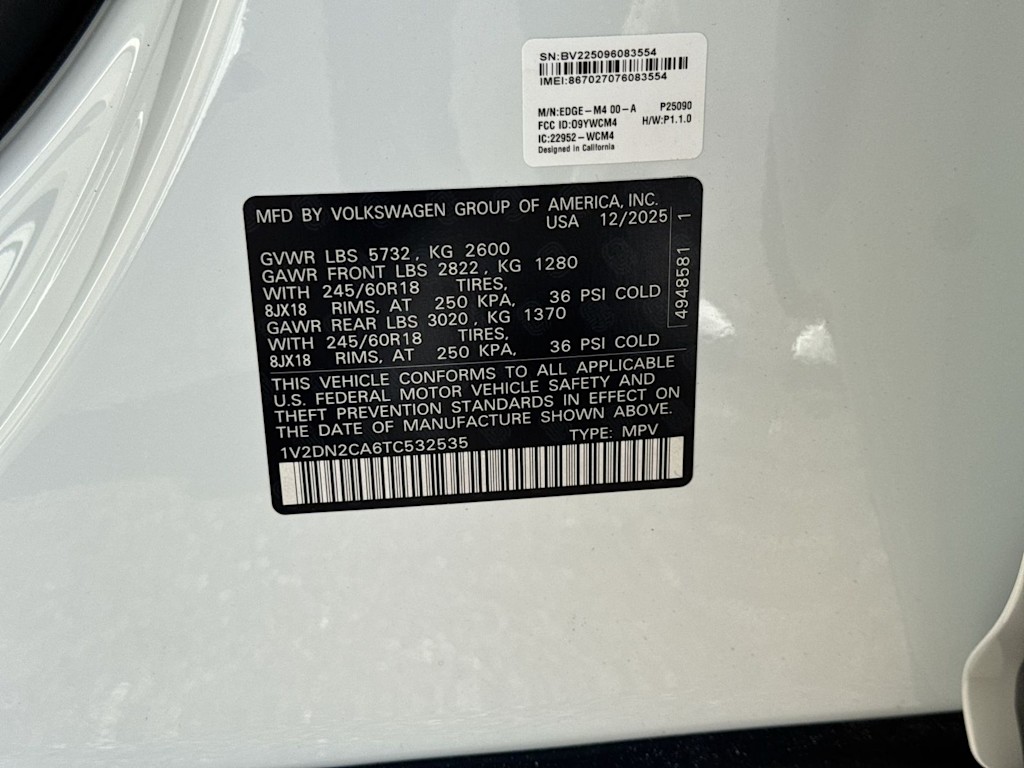 SN:BV225096083554
IMEI:867027076083554
M/N:EDGE-M4 00-A P25090
FCC ID:O9YWCM4 H/W:P1.1.0
IC:22952-WCM4
Designed in California
MFD BY VOLKSWAGEN GROUP OF AMERICA, INC.
USA 12/2025
GVWR LBS 5732, KG 2600
GAWR FRONT LBS 2822, KG 1280
WITH 245/60R18 TIRES,
8JX18 RIMS, AT 250 KPA, 36 PSI COLD
GAWR REAR LBS 3020, KG 1370
WITH 245/60R18 TIRES,
8JX18 RIMS, AT 250 KPA, 36 PSI COLD
4948581 1
THIS VEHICLE CONFORMS TO ALL APPLICABLE
U.S. FEDERAL MOTOR VEHICLE SAFETY AND
THEFT PREVENTION STANDARDS IN EFFECT ON
THE DATE OF MANUFACTURE SHOWN ABOVE.
1V2DN2CA6TC532535 TYPE: MPV